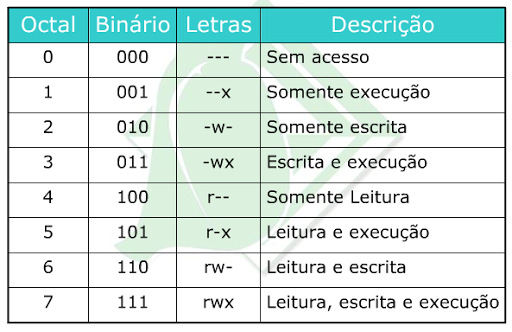 Octal Binário Letras Descrição
0 000 --- Sem acesso
1 001 --x Somente execução
2 010 -w- Somente escrita
3 011 -wx Escrita e execução
4 100 r-- Somente Leitura
5 101 r-x Leitura e execução
6 110 rw- Leitura e escrita
7 111 rwx Leitura, escrita e execução